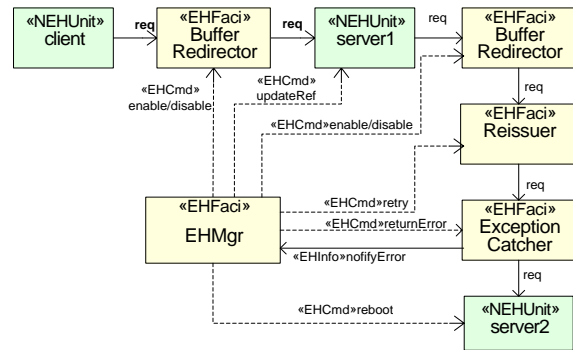 «NEHUnit»
client
req
«EHFaci»
Buffer
Redirector
req
«NEHUnit»
server1
req
«EHFaci»
Buffer
Redirector
«EHCmd»
enable/disable
«EHCmd»
updateRef
«EHCmd»enable/disable
req
«EHFaci»
Reissuer
«EHCmd»retry
req
«EHFaci»
EHMgr
«EHCmd»returnError
«EHInfo»nofifyError
«EHFaci»
Exception
Catcher
req
«EHCmd»reboot
«NEHUnit»
server2